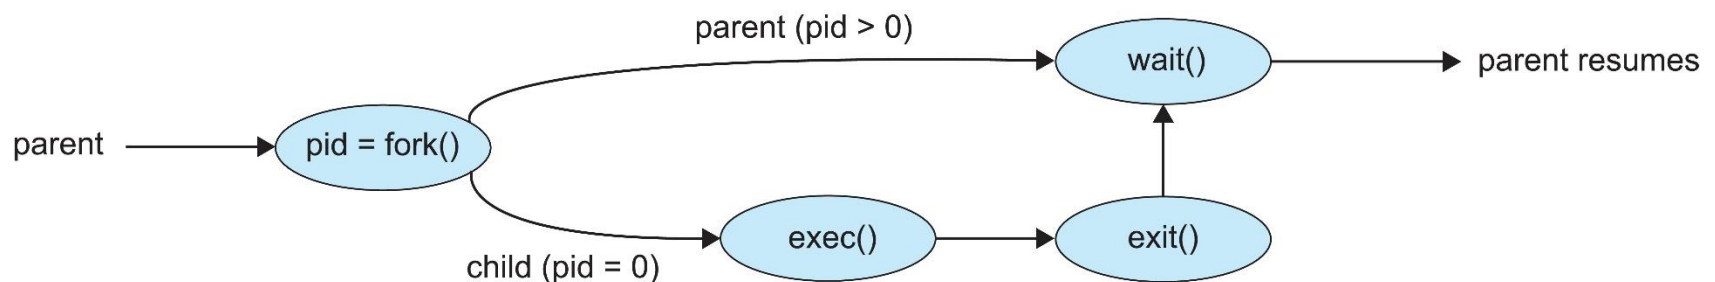 parent (pid > 0)
wait()
parent resumes
parent
pid = fork()
exec()
exit()
child (pid = 0)